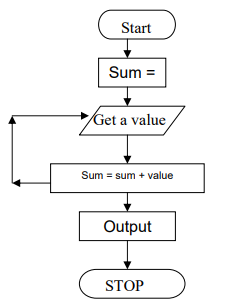 Start
Sum =
Get a value
Sum = sum + value
Output
STOP